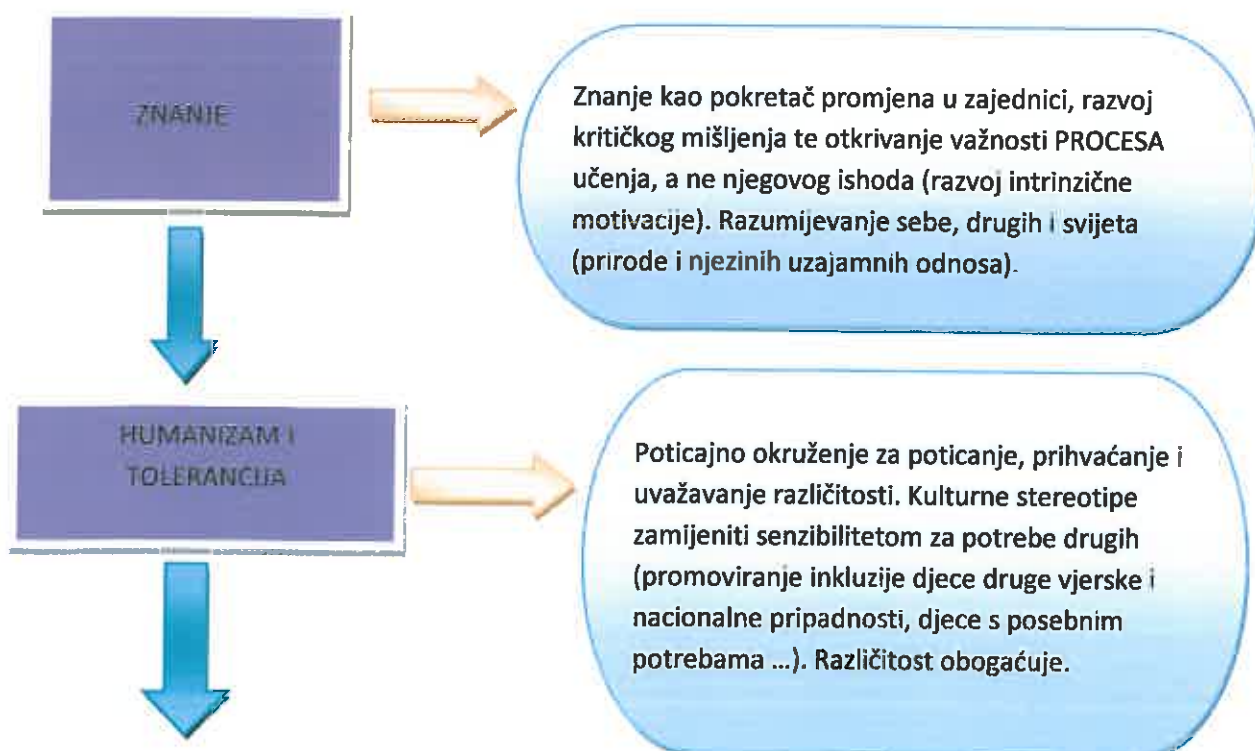 ZNANJE
Znanje kao pokretač promjena u zajednici, razvoj
kritičkog mišljenja te otkrivanje važnosti PROCESA
učenja, a ne njegovog ishoda (razvoj intrinzične
motivacije). Razumijevanje sebe, drugih i svijeta
(prirode i njezinih uzajamnih odnosa).
HUMANIZAM I
TOLERANCIJA
Poticajno okruženje za poticanje, prihvaćanje i
uvažavanje različitosti. Kulturne stereotipe
zamijeniti senzibilitetom za potrebe drugih
(promoviranje inkluzije djece druge vjerske i
nacionalne pripadnosti, djece s posebnim
potrebama ...). Različitost obogaćuje.